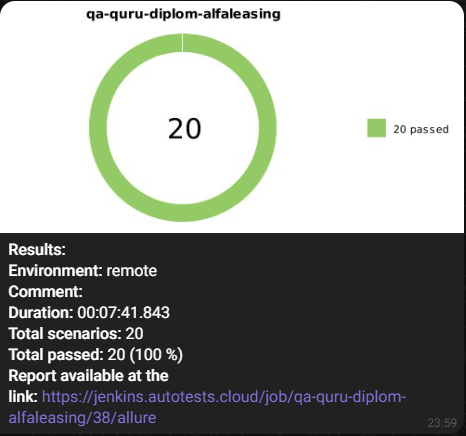 qa-quru-diplom-alfaleasing
20
20 passed
Results:
Environment: remote
Comment:
Duration: 00:07:41.843
Total scenarios: 20
Total passed: 20 (100 %)
Report available at the
link: https://jenkins.autotests.cloud/job/qa-quru-diplom-
alfaleasing/38/allure
23:59